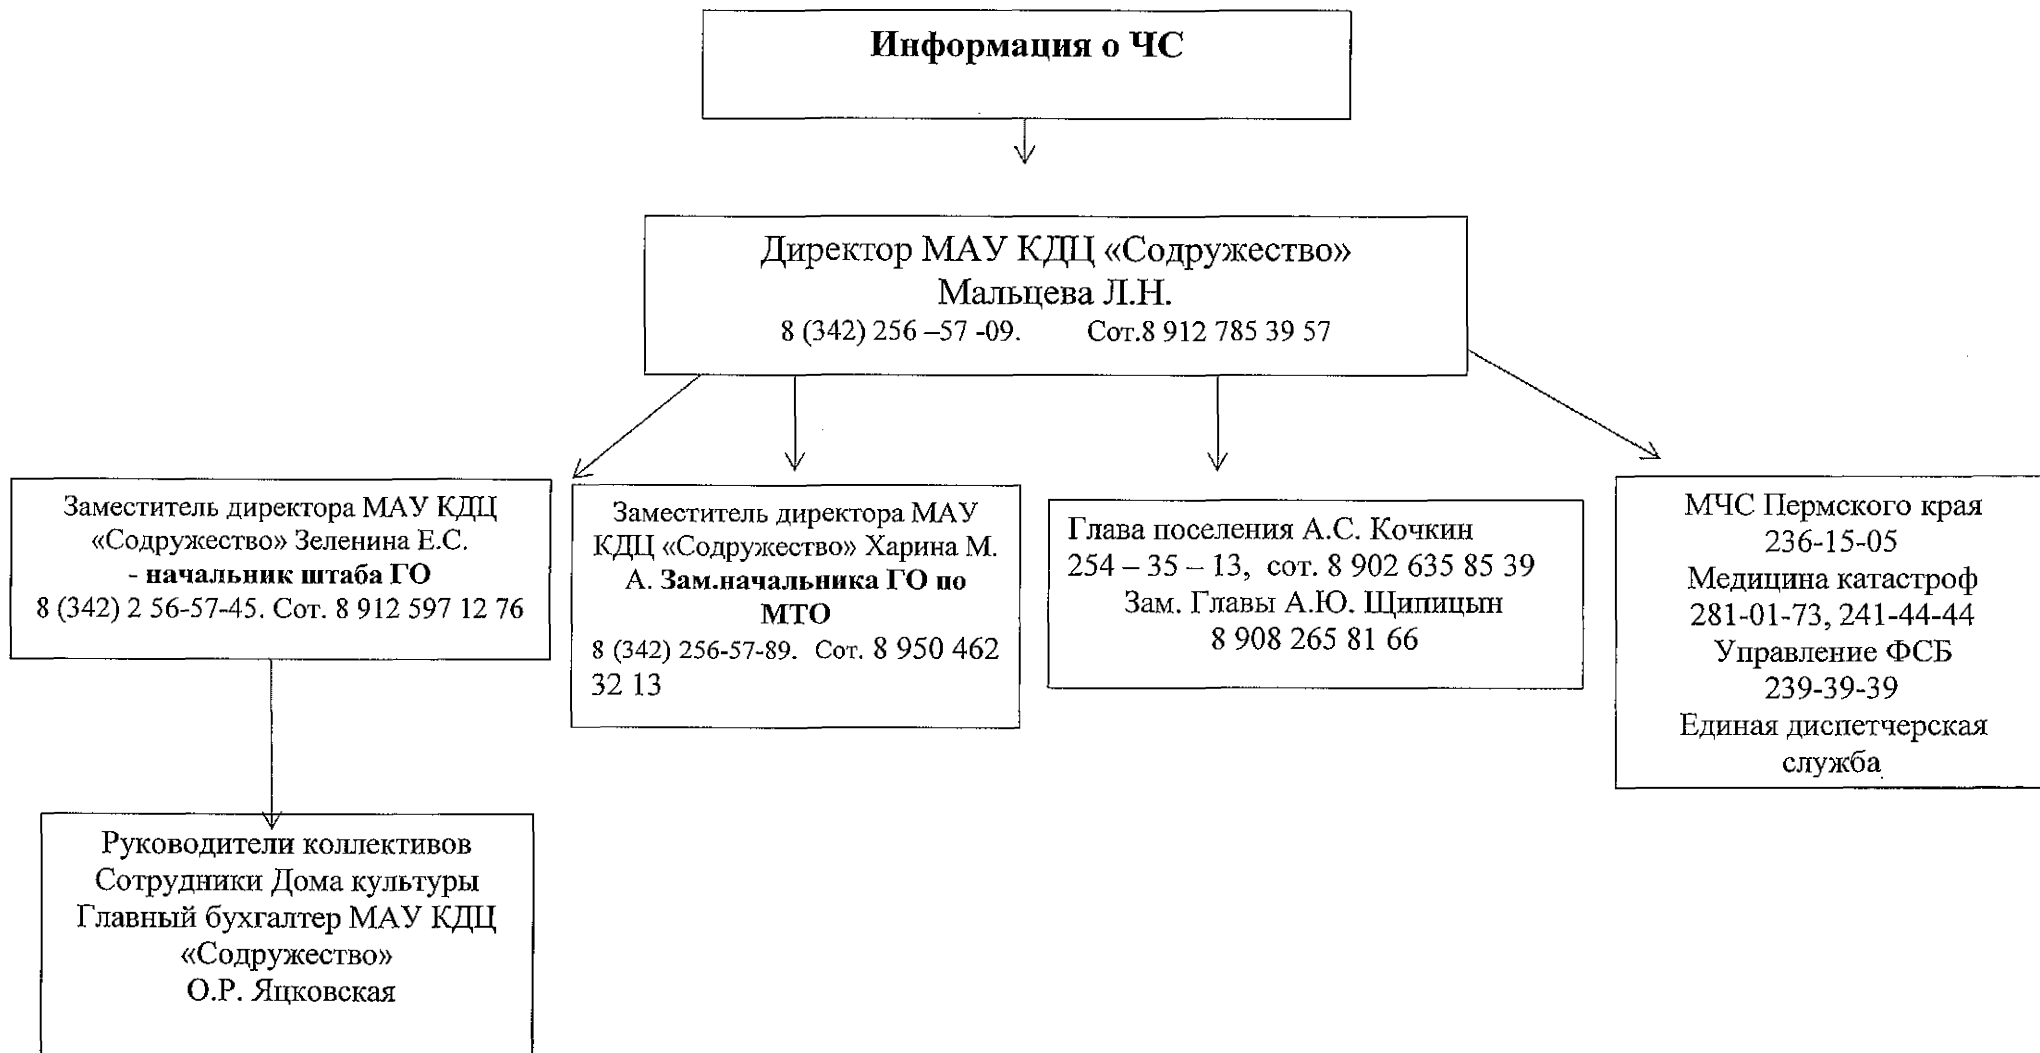 Информация о ЧС
Директор МАУ КДЦ «Содружество»
Мальцева Л.Н.
8 (342) 256 –57 -09. Сот.8 912 785 39 57
Заместитель директора МАУ КДЦ
«Содружество» Зеленина Е.С.
- начальник штаба ГО
8 (342) 2 56-57-45. Сот. 8 912 597 12 76
Заместитель директора МАУ
КДЦ «Содружество» Харина М.
А. Зам.начальника ГО по
МТО
8 (342) 256-57-89. Сот. 8 950 462
32 13
Глава поселения А.С. Кочкин
254 – 35 – 13, сот. 8 902 635 85 39
Зам. Главы А.Ю. Щипицын
8 908 265 81 66
МЧС Пермского края
236-15-05
Медицина катастроф
281-01-73, 241-44-44
Управление ФСБ
239-39-39
Единая диспетчерская
служба
Руководители коллективов
Сотрудники Дома культуры
Главный бухгалтер МАУ КДЦ
«Содружество»
О.Р. Яцковская